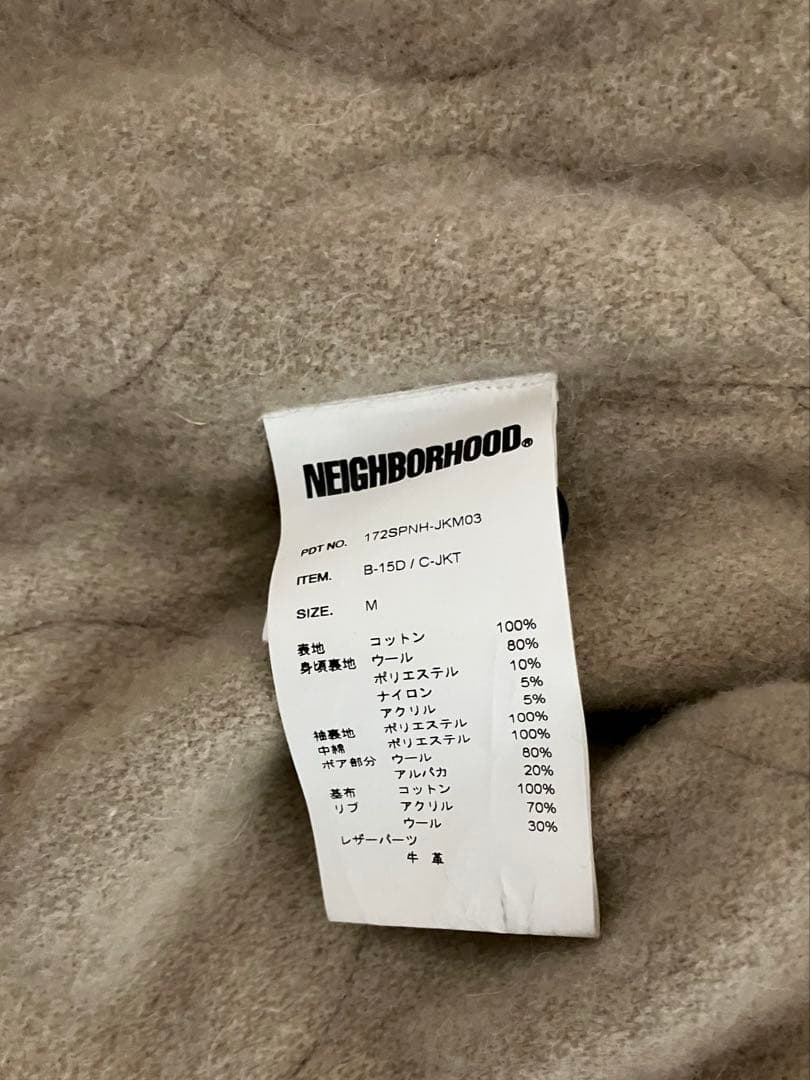 NEIGHBORHOOD®
PDT NO. 172SPNH-JKM03
ITEM. B-15D / C-JKT
SIZE. M
表地 コットン 100%
身頃裏地 ウール 80%
ポリエステル 10%
ナイロン 5%
アクリル 5%
袖裏地 ポリエステル 100%
中綿 ポリエステル 100%
ボア部分 ウール 80%
アルパカ 20%
基布 コットン 100%
リブ アクリル 70%
ウール 30%
レザーパーツ
牛 革